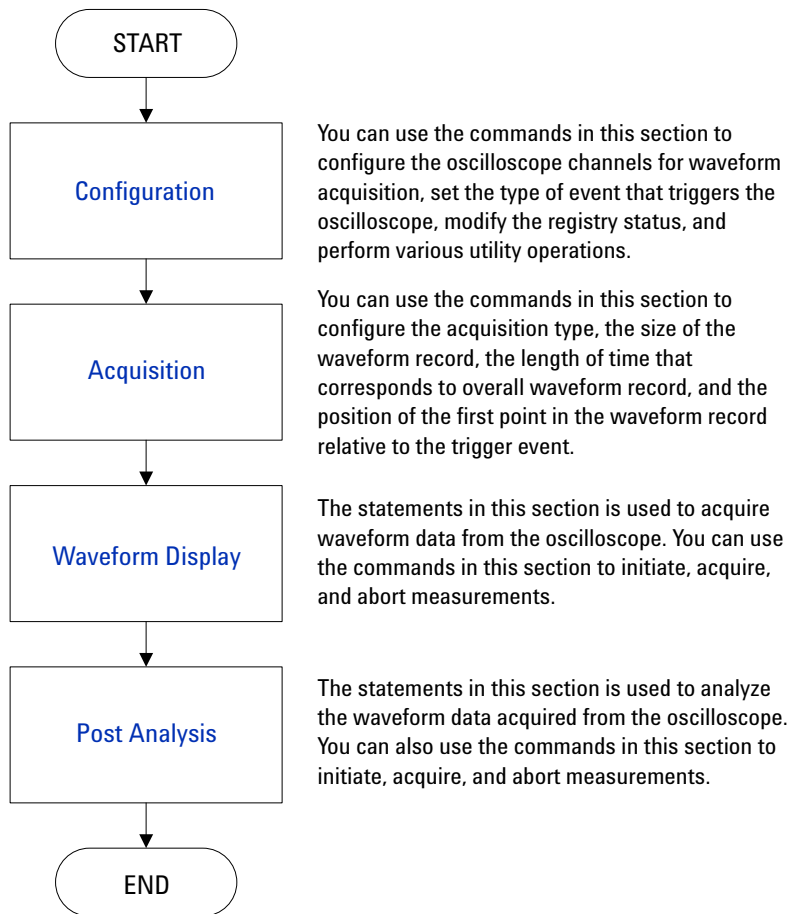 START
Configuration
You can use the commands in this section to
configure the oscilloscope channels for waveform
acquisition, set the type of event that triggers the
oscilloscope, modify the registry status, and
perform various utility operations.
Acquisition
You can use the commands in this section to
configure the acquisition type, the size of the
waveform record, the length of time that
corresponds to overall waveform record, and the
position of the first point in the waveform record
relative to the trigger event.
Waveform Display
The statements in this section is used to acquire
waveform data from the oscilloscope. You can use
the commands in this section to initiate, acquire,
and abort measurements.
Post Analysis
The statements in this section is used to analyze
the waveform data acquired from the oscilloscope.
You can also use the commands in this section to
initiate, acquire, and abort measurements.
END